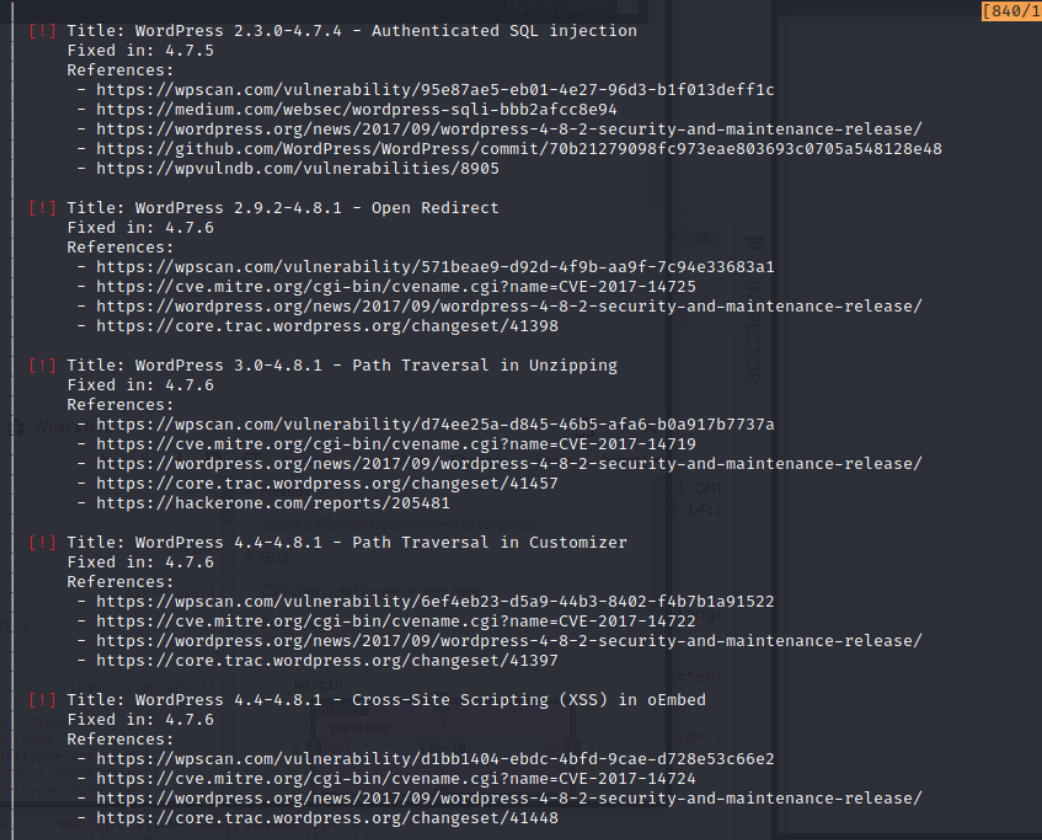 Howdy, admin
[840/1
[!] Title: WordPress 2.3.0-4.7.4 - Authenticated SQL injection
Fixed in: 4.7.5
References:
- https://wpscan.com/vulnerability/95e87ae5-eb01-4e27-96d3-b1f013deff1c
- https://medium.com/websec/wordpress-sqli-bbb2afcc8e94
- https://wordpress.org/news/2017/09/wordpress-4-8-2-security-and-maintenance-release/
- https://github.com/WordPress/WordPress/commit/70b21279098fc973eae803693c0705a548128e48
- https://wpvulndb.com/vulnerabilities/8905
[!] Title: WordPress 2.9.2-4.8.1 - Open Redirect
Fixed in: 4.7.6
References:
- https://wpscan.com/vulnerability/571beae9-d92d-4f9b-aa9f-7c94e33683a1
- https://cve.mitre.org/cgi-bin/cvename.cgi?name=CVE-2017-14725
- https://wordpress.org/news/2017/09/wordpress-4-8-2-security-and-maintenance-release/
- https://core.trac.wordpress.org/changeset/41398
[!] Title: WordPress 3.0-4.8.1 - Path Traversal in Unzipping
Fixed in: 4.7.6
References:
- https://wpscan.com/vulnerability/d74ee25a-d845-46b5-afa6-b0a917b7737a
- https://cve.mitre.org/cgi-bin/cvename.cgi?name=CVE-2017-14719
- https://wordpress.org/news/2017/09/wordpress-4-8-2-security-and-maintenance-release/
- https://core.trac.wordpress.org/changeset/41457
- https://hackerone.com/reports/205481
Select a Flex container or item to continue.
[!] Title: WordPress 4.4-4.8.1 - Path Traversal in Customizer
Fixed in: 4.7.6
Grid
References:
- https://wpscan.com/vulnerability/6ef4eb23-d5a9-44b3-8402-f4b7b1a91522
- https://cve.mitre.org/cgi-bin/cvename.cgi?name=CVE-2017-14722
- https://wordpress.org/news/2017/09/wordpress-4-8-2-security-and-maintenance-release/
- https://core.trac.wordpress.org/changeset/41397
margin
[!] Title: WordPress 4.4-4.8.1 - Cross-Site Scripting (XSS) in oEmbed
Fixed in: 4.7.6
padding
References:
- https://wpscan.com/vulnerability/d1bb1404-ebdc-4bfd-9cae-d728e53c66e2
- https://cve.mitre.org/cgi-bin/cvename.cgi?name=CVE-2017-14724
- https://wordpress.org/news/2017/09/wordpress-4-8-2-security-and-maintenance-release/
- https://core.trac.wordpress.org/changeset/41448